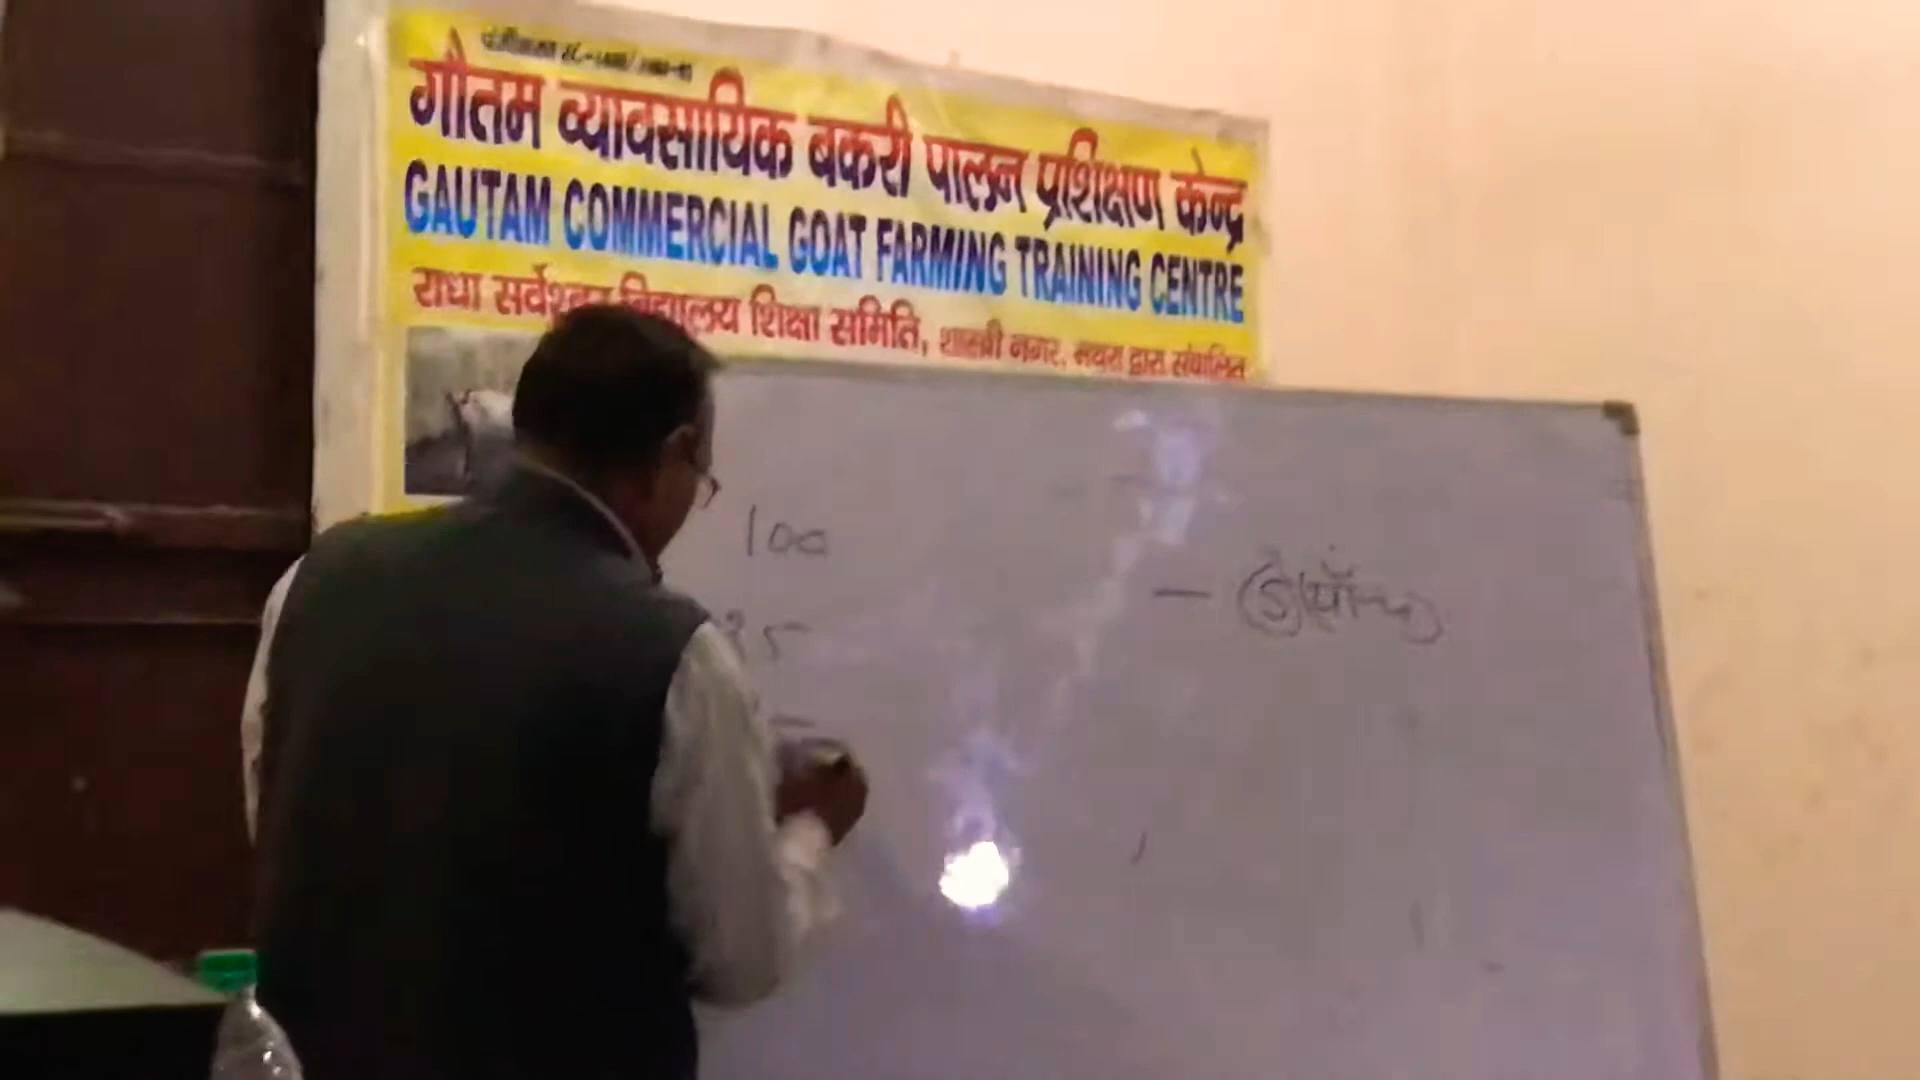 गौतम व्यावसायिक बकरी पालन प्रशिक्षण केन्द्र
GAUTAM COMMERCIAL GOAT FARMING TRAINING CENTRE
राधा सर्वेश्वर विद्यालय शिक्षा समिति, शास्त्री नगर, मथुरा द्वारा संचालित
100
25